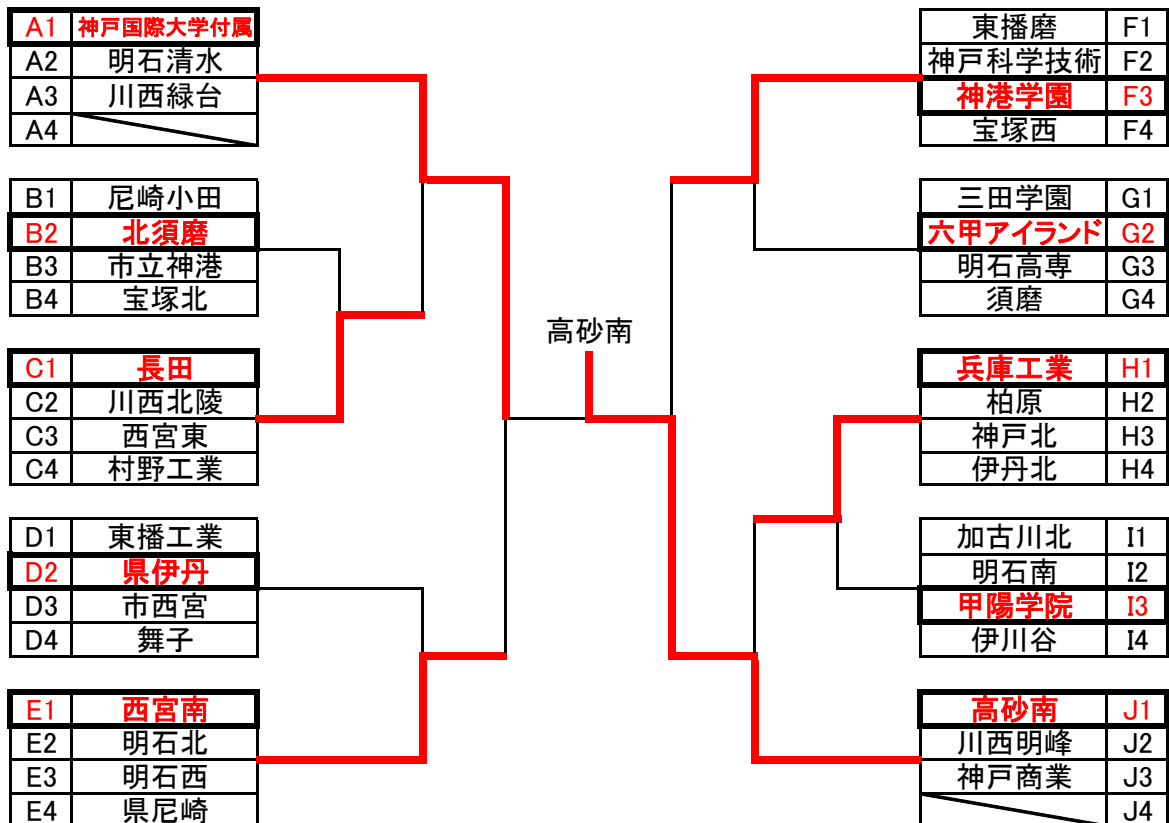 A1 神戸国際大学付属
A2 明石清水
A3 川西緑台
A4
B1 尼崎小田
B2 北須磨
B3 市立神港
B4 宝塚北
C1 長田
C2 川西北陵
C3 西宮東
C4 村野工業
D1 東播工業
D2 県伊丹
D3 市西宮
D4 舞子
E1 西宮南
E2 明石北
E3 明石西
E4 県尼崎
高砂南
東播磨 F1
神戸科学技術 F2
神港学園 F3
宝塚西 F4
三田学園 G1
六甲アイランド G2
明石高専 G3
須磨 G4
兵庫工業 H1
柏原 H2
神戸北 H3
伊丹北 H4
加古川北 I1
明石南 I2
甲陽学院 I3
伊川谷 I4
高砂南 J1
川西明峰 J2
神戸商業 J3
J4